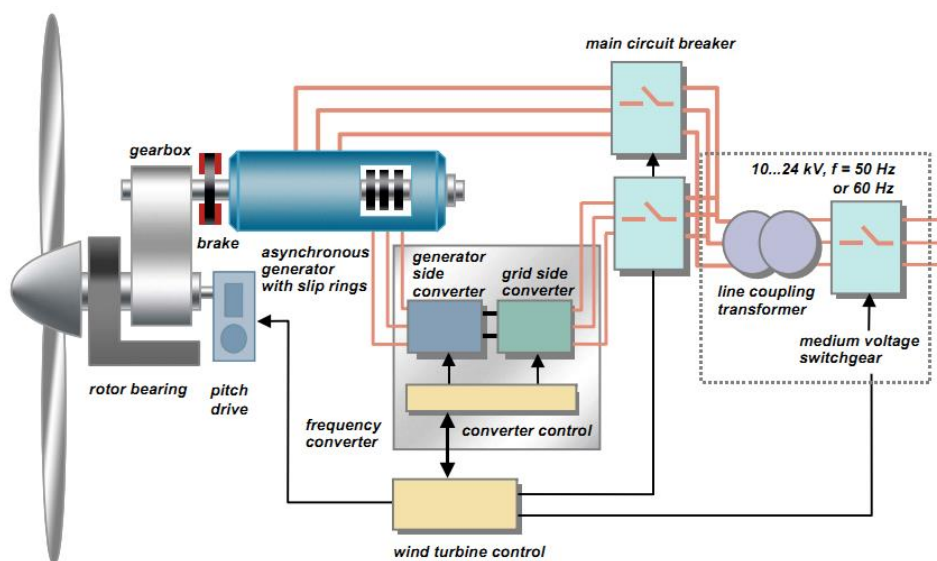 main circuit breaker
gearbox
10...24 kV, f = 50 Hz
or 60 Hz
brake
asynchronous
generator
with slip rings
generator
side
converter
grid side
converter
line coupling
transformer
medium voltage
switchgear
rotor bearing
pitch
drive
frequency
converter
converter control
wind turbine control